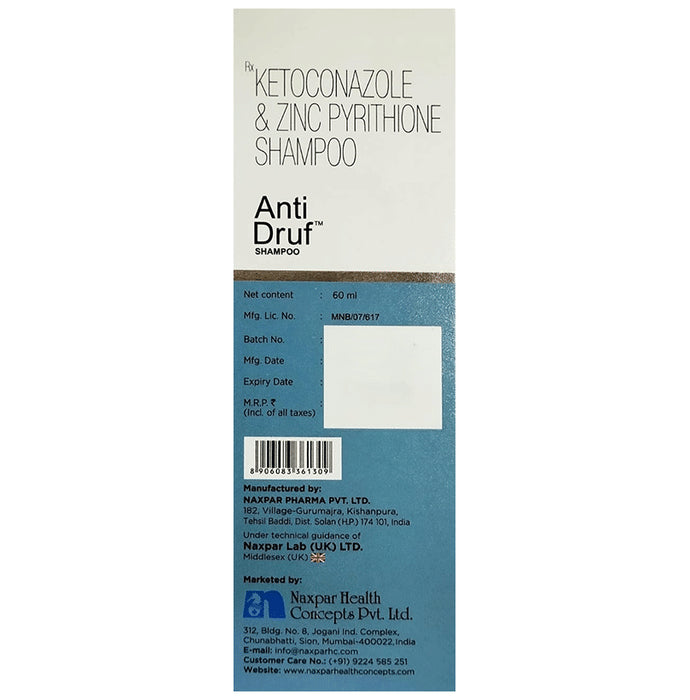 Rx
KETOCONAZOLE
& ZINC PYRITHIONE
SHAMPOO
Anti
Druf™
SHAMPOO
Net content : 60 ml
Mfg. Lic. No. : MNB/07/617
Batch No. :
Mfg. Date :
Expiry Date :
M.R.P. ₹ :
(Incl. of all taxes)
8 906083 361309
Manufactured by:
NAXPAR PHARMA PVT. LTD.
182, Village-Gurumajra, Kishanpura,
Tehsil Baddi, Dist. Solan (H.P.) 174 101, India
Under technical guidance of
Naxpar Lab (UK) LTD.
Middlesex (UK)
Marketed by:
Naxpar Health
Concepts Pvt. Ltd.
312, Bldg. No. 8, Jogani Ind. Complex,
Chunabhatti, Sion, Mumbai-400022, India
E-mail: info@naxparhc.com
Customer Care No.: (+91) 9224 585 251
Website: www.naxparhealthconcepts.com